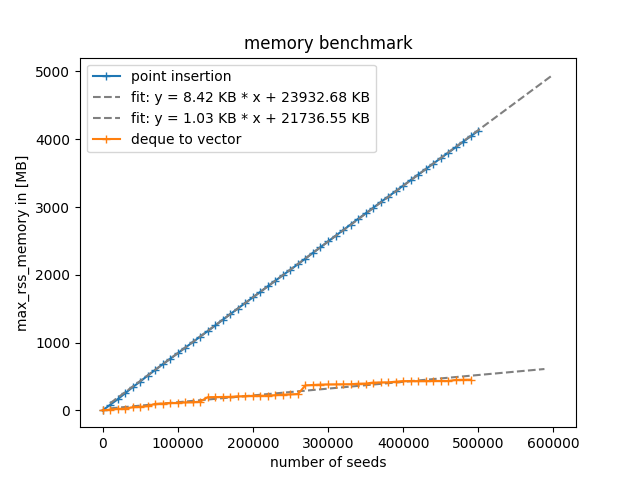 memory benchmark
point insertion
fit: y = 8.42 KB * x + 23932.68 KB
fit: y = 1.03 KB * x + 21736.55 KB
deque to vector
max_rss_memory in [MB]
5000
4000
3000
2000
1000
0
0 100000 200000 300000 400000 500000 600000
number of seeds